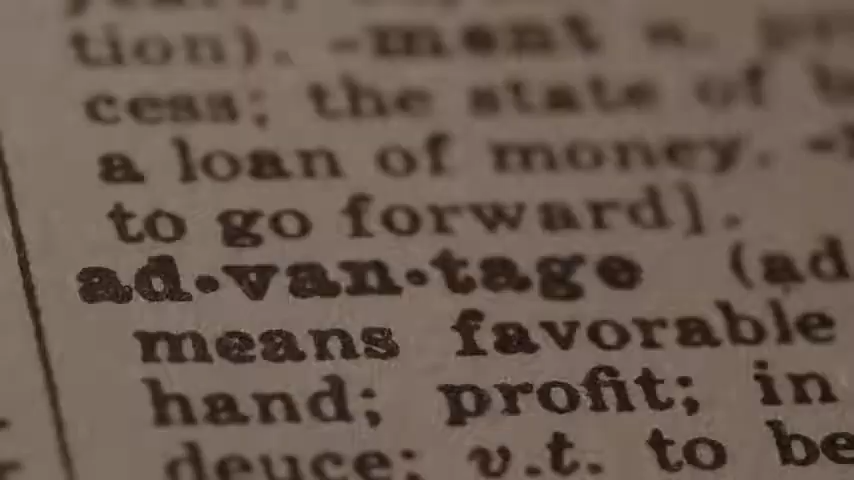 tion). -ment n.
cess; the state of
a loan of money.
to go forward].
ad•van•tage (ad
means favorable
hand; profit; in
deuce; v.t. to be